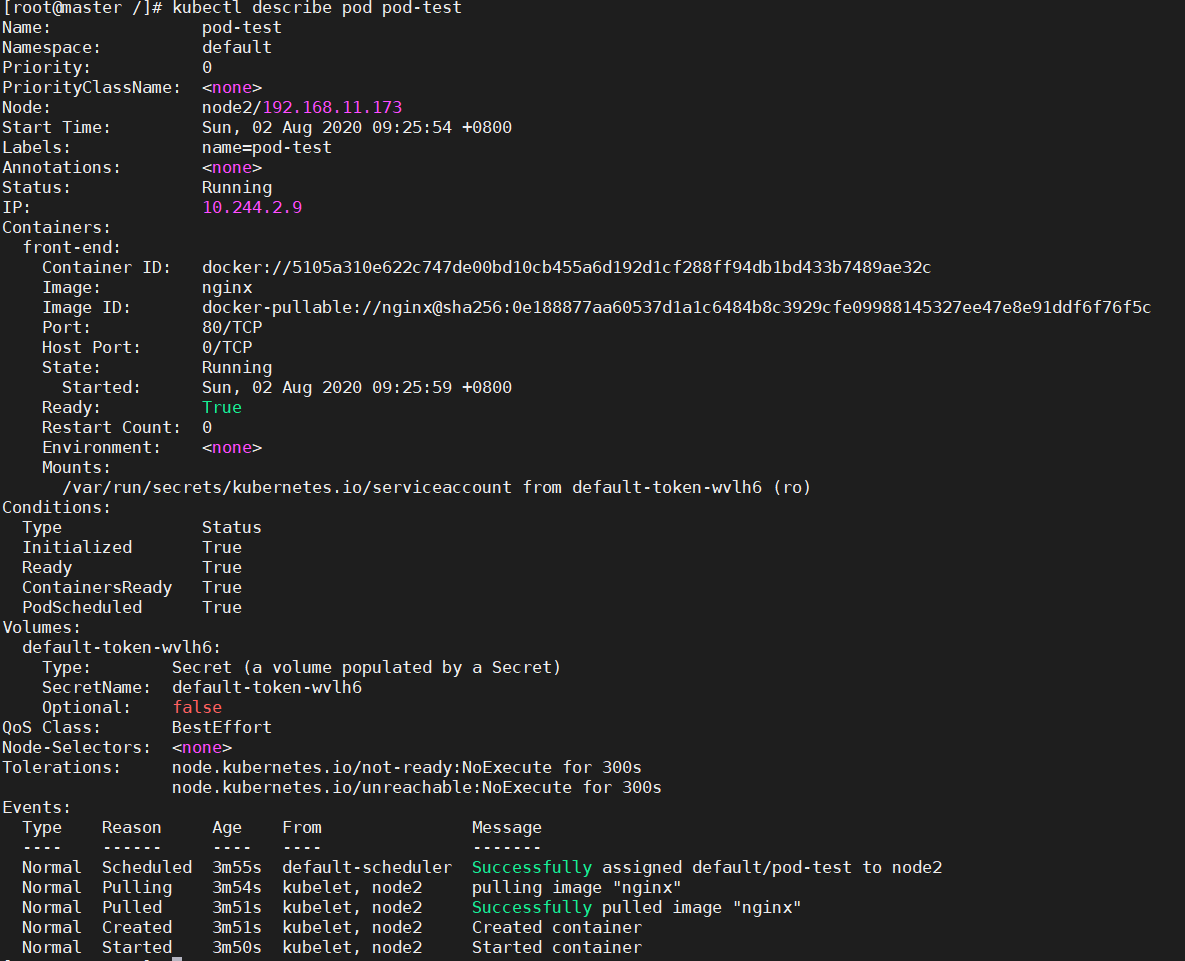 [root@master /]# kubectl describe pod pod-test
Name:               pod-test
Namespace:          default
Priority:           0
PriorityClassName:  <none>
Node:               node2/192.168.11.173
Start Time:         Sun, 02 Aug 2020 09:25:54 +0800
Labels:             name=pod-test
Annotations:        <none>
Status:             Running
IP:                 10.244.2.9
Containers:
  front-end:
    Container ID:   docker://5105a310e622c747de00bd10cb455a6d192d1cf288ff94db1bd433b7489ae32c
    Image:          nginx
    Image ID:       docker-pullable://nginx@sha256:0e188877aa60537d1a1c6484b8c3929cfe09988145327ee47e8e91ddf6f76f5c
    Port:           80/TCP
    Host Port:      0/TCP
    State:          Running
      Started:      Sun, 02 Aug 2020 09:25:59 +0800
    Ready:          True
    Restart Count:  0
    Environment:    <none>
    Mounts:
      /var/run/secrets/kubernetes.io/serviceaccount from default-token-wvlh6 (ro)
Conditions:
  Type              Status
  Initialized       True
  Ready             True
  ContainersReady   True
  PodScheduled      True
Volumes:
  default-token-wvlh6:
    Type:        Secret (a volume populated by a Secret)
    SecretName:  default-token-wvlh6
    Optional:    false
QoS Class:       BestEffort
Node-Selectors:  <none>
Tolerations:     node.kubernetes.io/not-ready:NoExecute for 300s
                 node.kubernetes.io/unreachable:NoExecute for 300s
Events:
  Type    Reason     Age    From               Message
  ----    ------     ----   ----               -------
  Normal  Scheduled  3m55s  default-scheduler  Successfully assigned default/pod-test to node2
  Normal  Pulling    3m54s  kubelet, node2     pulling image "nginx"
  Normal  Pulled     3m51s  kubelet, node2     Successfully pulled image "nginx"
  Normal  Created    3m51s  kubelet, node2     Created container
  Normal  Started    3m50s  kubelet, node2     Started container